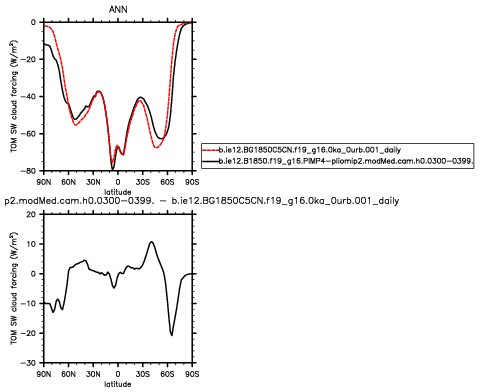 ANN
TOM SW cloud forcing (W/m²)
0
−20
−40
−60
−80
90N 60N 30N 0 30S 60S 90S
latitude
b.ie12.BG1850C5CN.f19_g16.0ka_0urb.001_daily
b.ie12.B1850.f19_g16.PIMP4-pliomip2.modMed.cam.h0.0300-0399.
p2.modMed.cam.h0.0300-0399. − b.ie12.BG1850C5CN.f19_g16.0ka_0urb.001_daily
TOM SW cloud forcing (W/m²)
20
10
0
−10
−20
−30
90N 60N 30N 0 30S 60S 90S
latitude